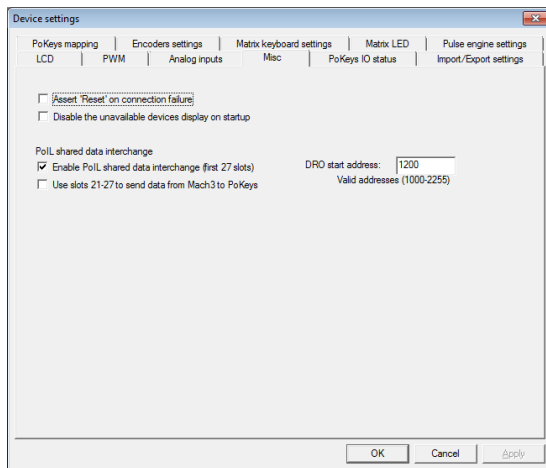 Device settings
PoKeys mapping Encoders settings Matrix keyboard settings Matrix LED Pulse engine settings
LCD PWM Analog inputs Misc PoKeys IO status Import/Export settings
Assert 'Reset' on connection failure
Disable the unavailable devices display on startup
PoIL shared data interchange
Enable PoIL shared data interchange (first 27 slots) DRO start address: 1200
Use slots 21-27 to send data from Mach3 to PoKeys Valid addresses (1000-2255)
OK Cancel Apply